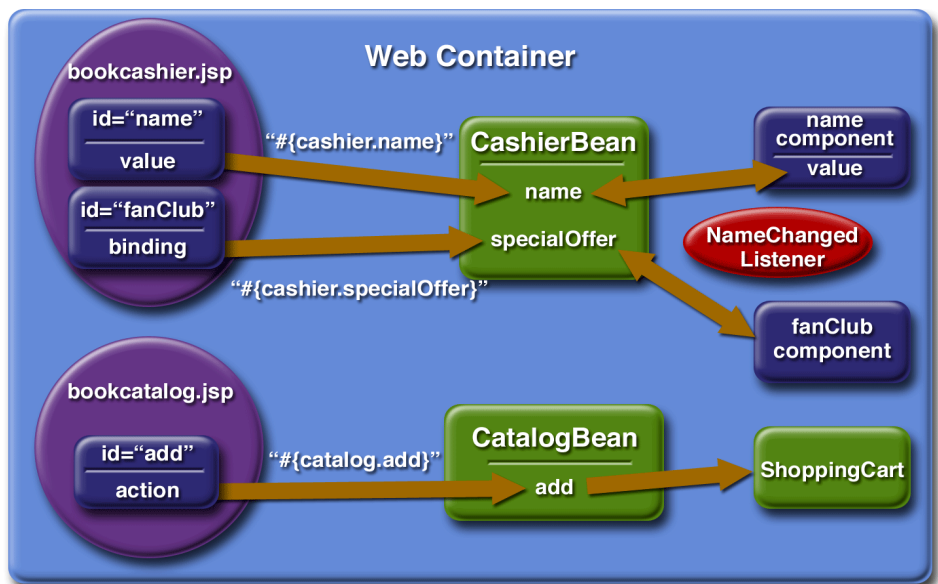 Web Container
bookcashier.jsp
id=“name”
value
id=“fanClub”
binding
“#{cashier.name}”
“#{cashier.specialOffer}”
CashierBean
name
specialOffer
name
component
value
NameChanged
Listener
fanClub
component
bookcatalog.jsp
id=“add”
action
“#{catalog.add}”
CatalogBean
add
ShoppingCart